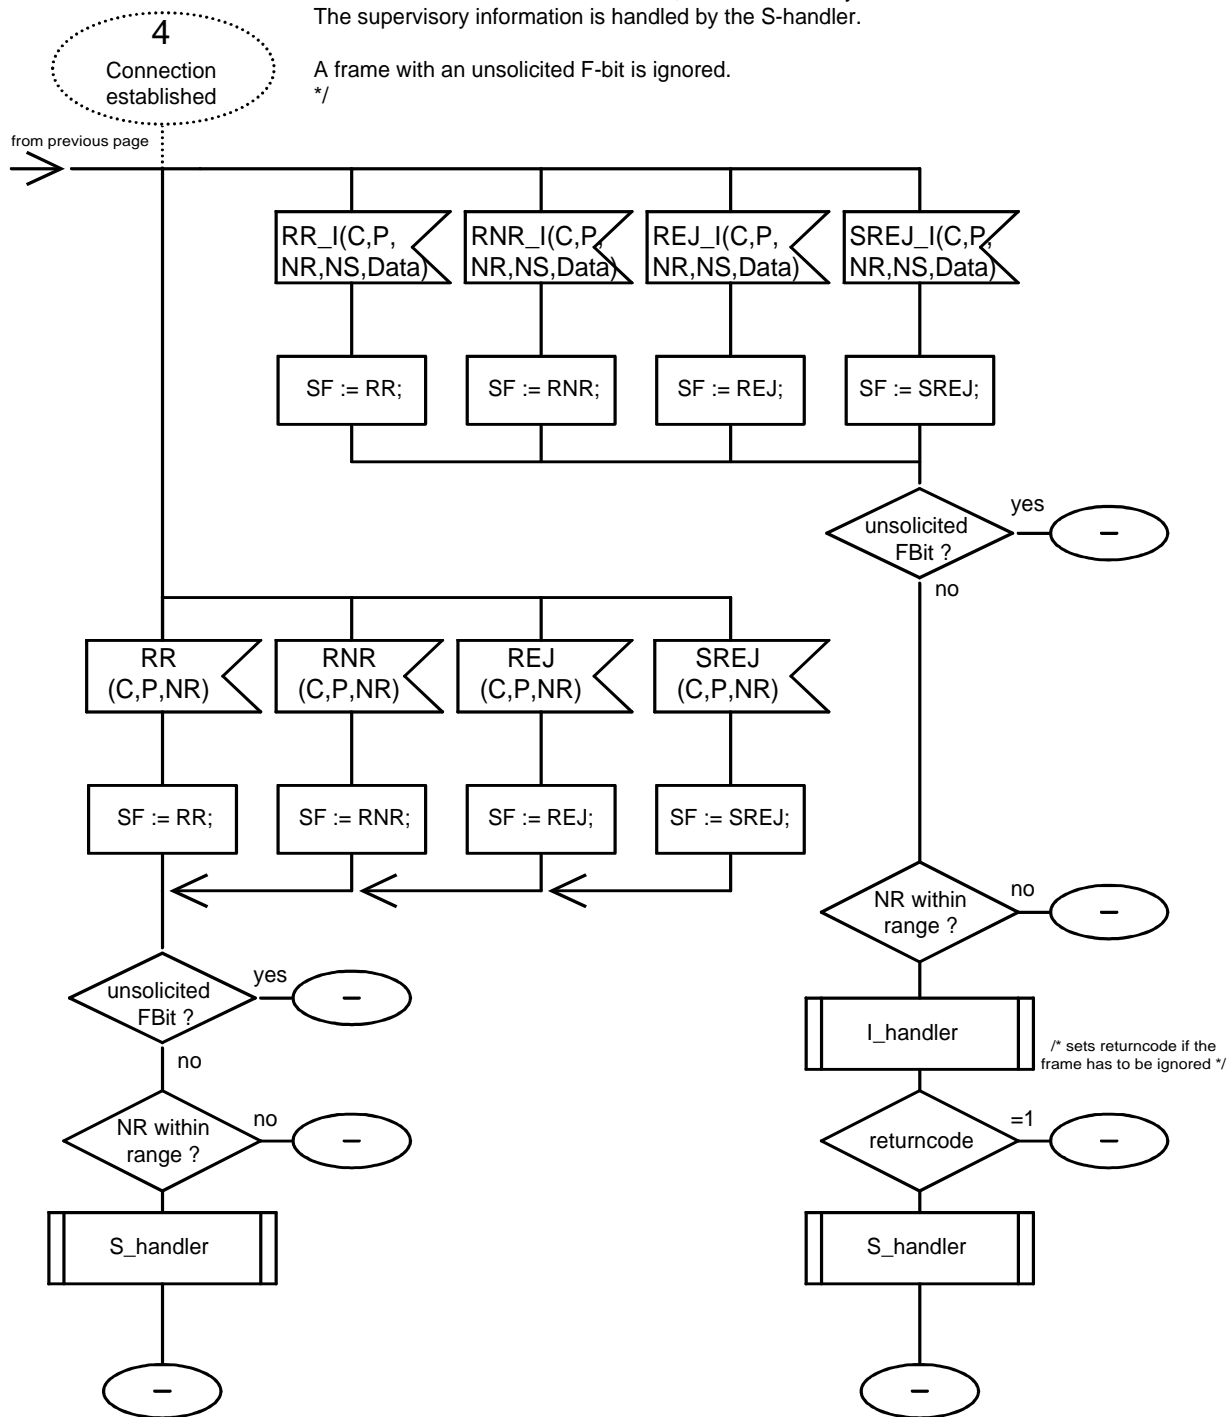 The supervisory information is handled by the S-handler.
A frame with an unsolicited F-bit is ignored.
*/
4
Connection
established
from previous page
RR_I(C,P,
NR,NS,Data)
RNR_I(C,P,
NR,NS,Data)
REJ_I(C,P,
NR,NS,Data)
SREJ_I(C,P,
NR,NS,Data)
SF := RR;
SF := RNR;
SF := REJ;
SF := SREJ;
unsolicited
FBit ?
yes
–
no
RR
(C,P,NR)
RNR
(C,P,NR)
REJ
(C,P,NR)
SREJ
(C,P,NR)
SF := RR;
SF := RNR;
SF := REJ;
SF := SREJ;
NR within
range ?
no
–
unsolicited
FBit ?
yes
–
no
I_handler
/* sets returncode if the
frame has to be ignored */
NR within
range ?
no
–
returncode
=1
–
S_handler
S_handler
–
–